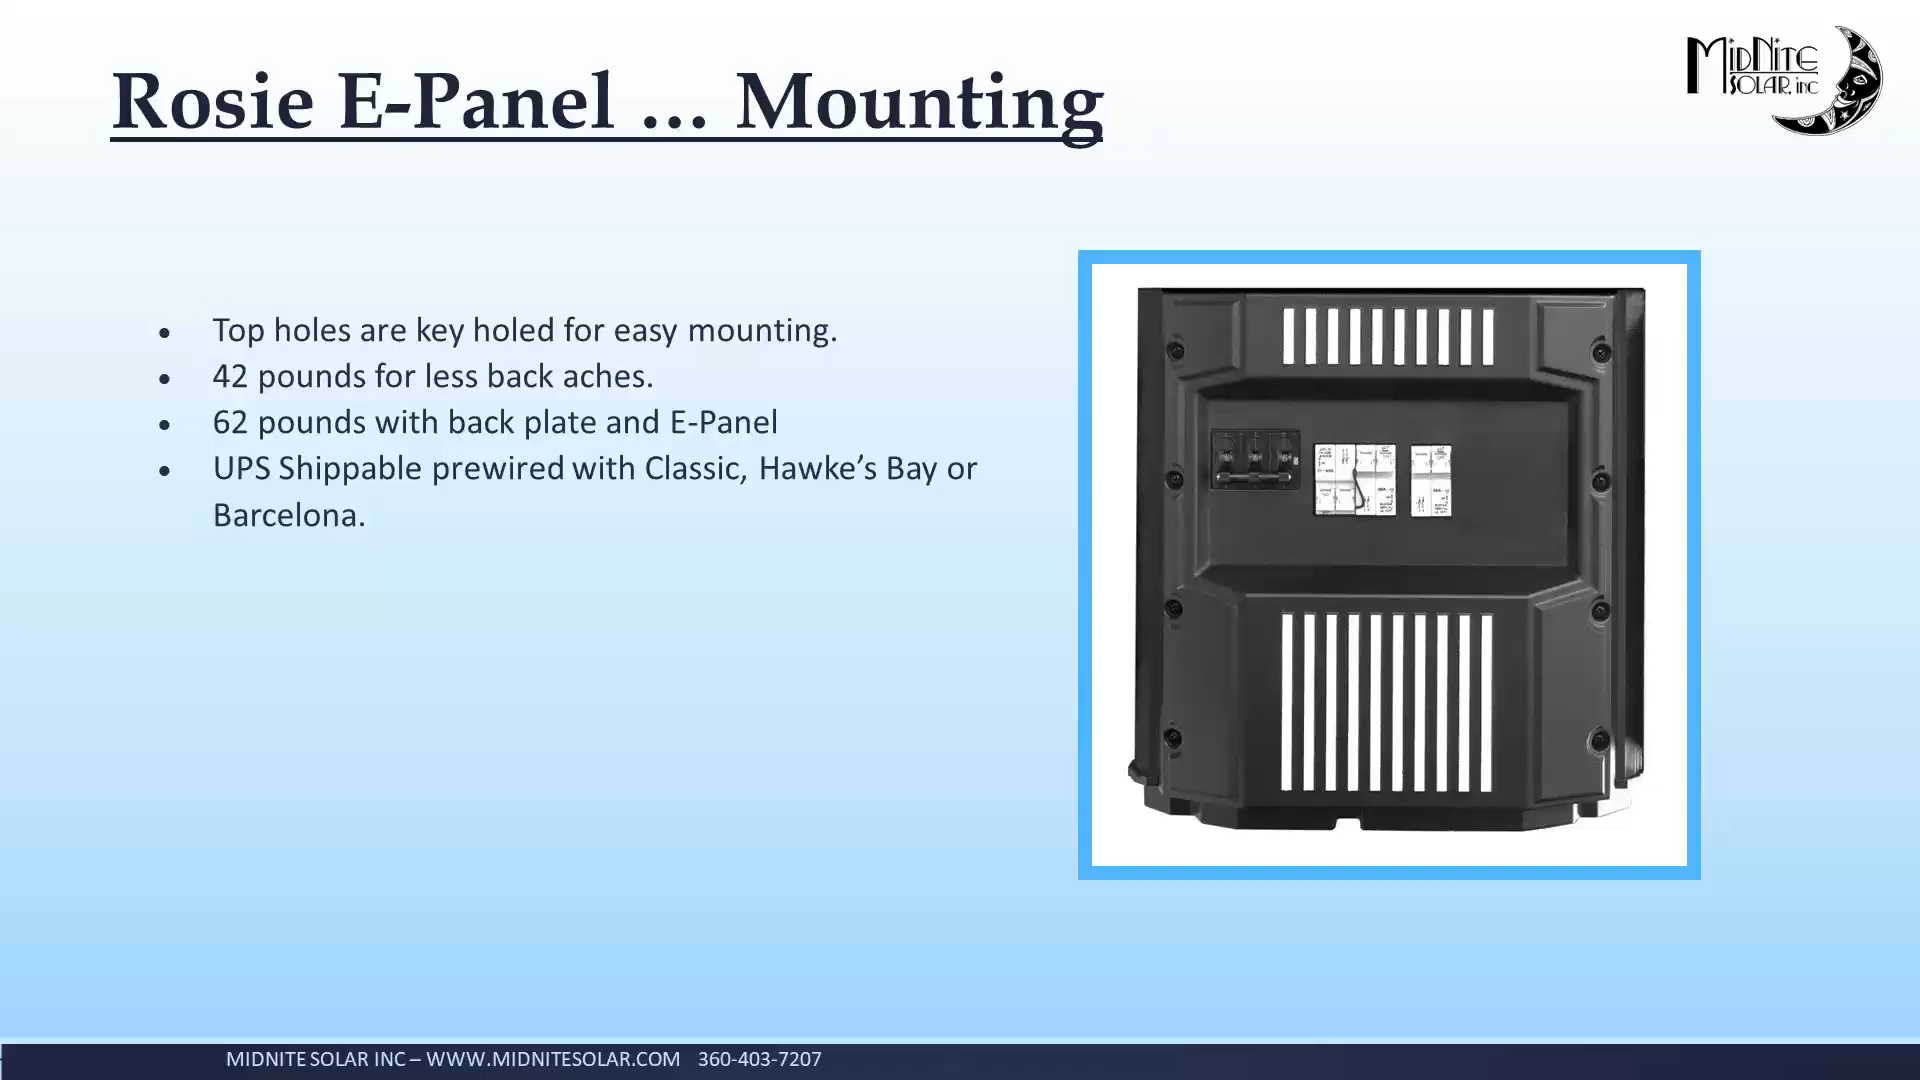 Rosie E-Panel … Mounting
MIDNITE
SOLAR, INC
• Top holes are key holed for easy mounting.
• 42 pounds for less back aches.
• 62 pounds with back plate and E-Panel
• UPS Shippable prewired with Classic, Hawke’s Bay or
Barcelona.
MIDNITE SOLAR INC – WWW.MIDNITESOLAR.COM 360-403-7207